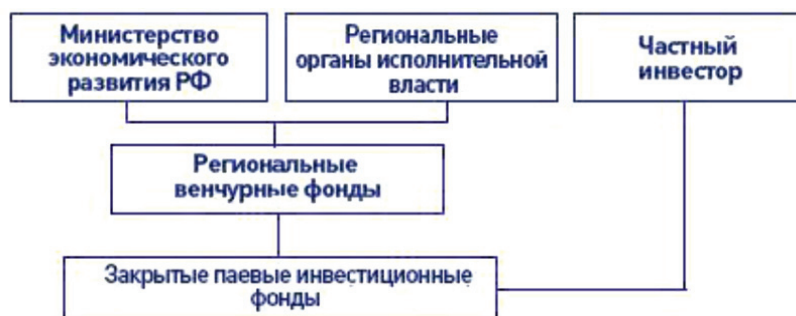 Министерство
экономического
развития РФ
Региональные
органы исполнительной
власти
Частный
инвестор
Региональные
венчурные фонды
Закрытые паевые инвестиционные
фонды